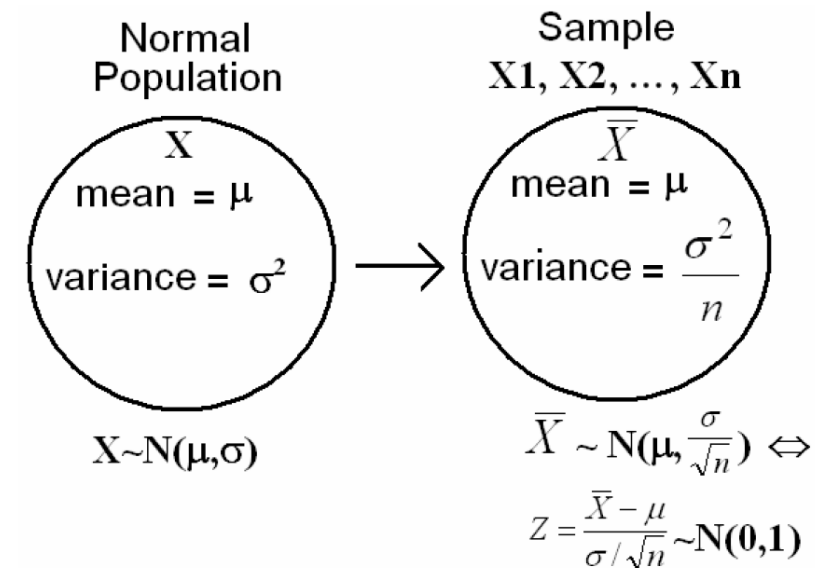 Normal
Population
X
mean = μ
variance = σ²
X~N(μ,σ)
Sample
X1, X2, ..., Xn
X̅
mean = μ
variance = σ²/n
X̅ ~ N(μ, σ/√n) ⇔
Z = (X̅ − μ)/(σ/√n) ~N(0,1)